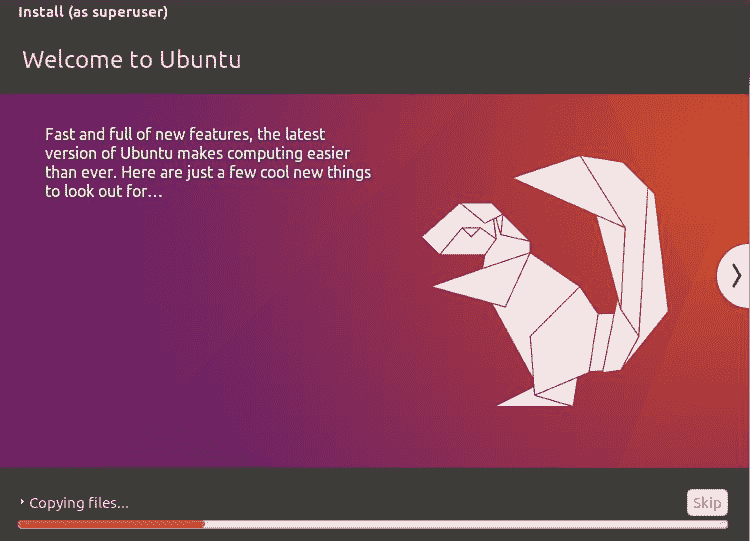 Install (as superuser)
Welcome to Ubuntu
Fast and full of new features, the latest
version of Ubuntu makes computing easier
than ever. Here are just a few cool new things
to look out for...
Copying files...
Skip